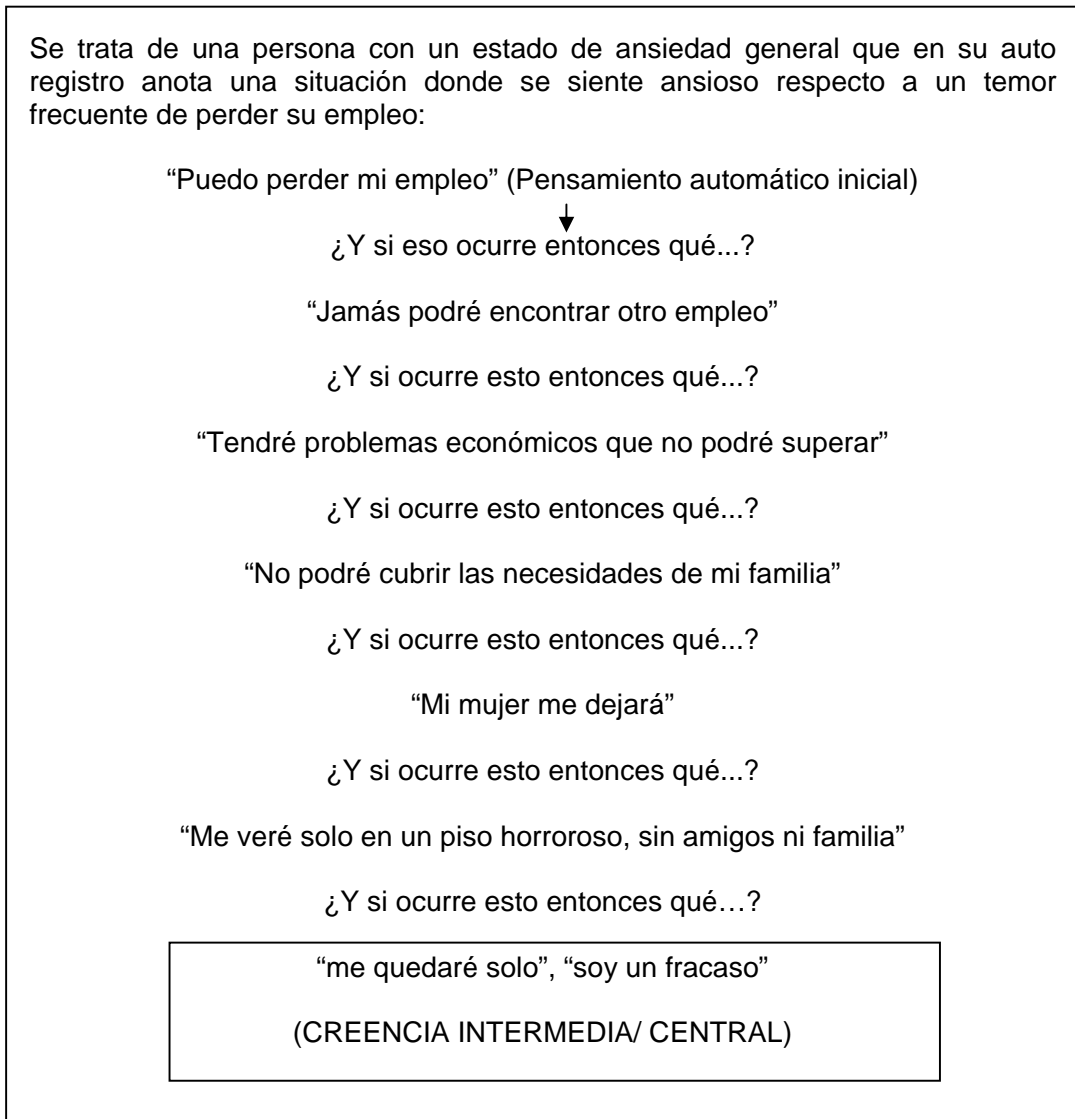 Se trata de una persona con un estado de ansiedad general que en su auto
registro anota una situación donde se siente ansioso respecto a un temor
frecuente de perder su empleo:
“Puedo perder mi empleo” (Pensamiento automático inicial)
¿Y si eso ocurre entonces qué...?
“Jamás podré encontrar otro empleo”
¿Y si ocurre esto entonces qué...?
“Tendré problemas económicos que no podré superar”
¿Y si ocurre esto entonces qué...?
“No podré cubrir las necesidades de mi familia”
¿Y si ocurre esto entonces qué...?
“Mi mujer me dejará”
¿Y si ocurre esto entonces qué...?
“Me veré solo en un piso horroroso, sin amigos ni familia”
¿Y si ocurre esto entonces qué…?
“me quedaré solo”, “soy un fracaso”
(CREENCIA INTERMEDIA/ CENTRAL)